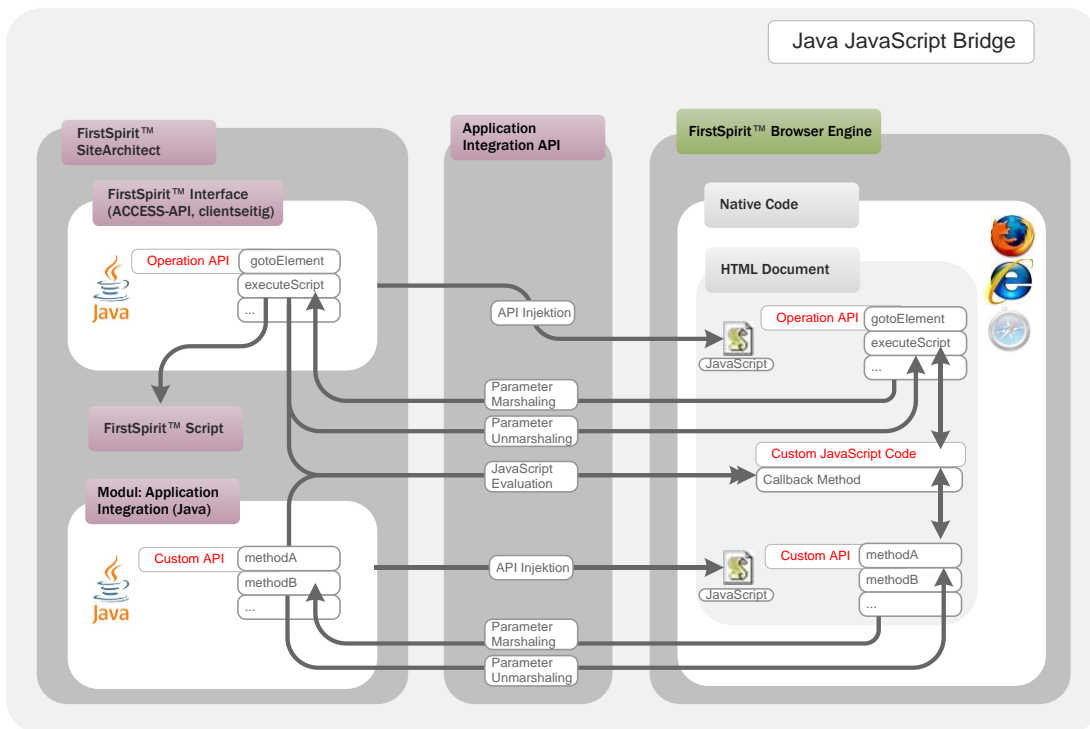 Java JavaScript Bridge
FirstSpirit™
SiteArchitect
Application
Integration API
FirstSpirit™ Browser Engine
FirstSpirit™ Interface
(ACCESS-API, clientseitig)
Native Code
Java
Operation API
gotoElement
executeScript
...
HTML Document
API Injektion
JavaScript
Operation API
gotoElement
executeScript
...
Parameter
Marshaling
Parameter
Unmarshaling
FirstSpirit™ Script
JavaScript
Evaluation
Custom JavaScript Code
Callback Method
Modul: Application
Integration (Java)
Java
Custom API
methodA
methodB
...
API Injektion
JavaScript
Custom API
methodA
methodB
...
Parameter
Marshaling
Parameter
Unmarshaling